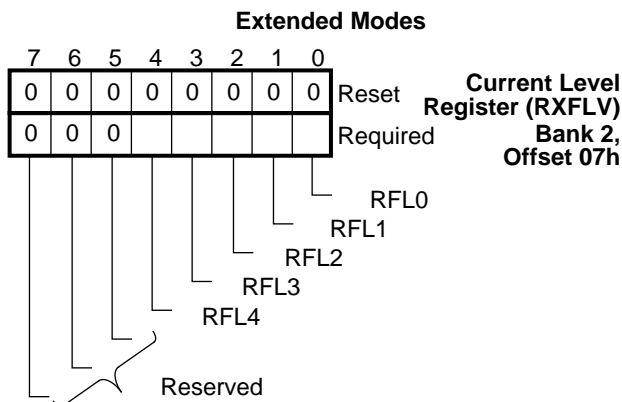 Extended Modes
7 6 5 4 3 2 1 0
0 0 0 0 0 0 0 0 Reset
0 0 0 Required
Current Level
Register (RXFLV)
Bank 2,
Offset 07h
RFL0
RFL1
RFL2
RFL3
RFL4
Reserved